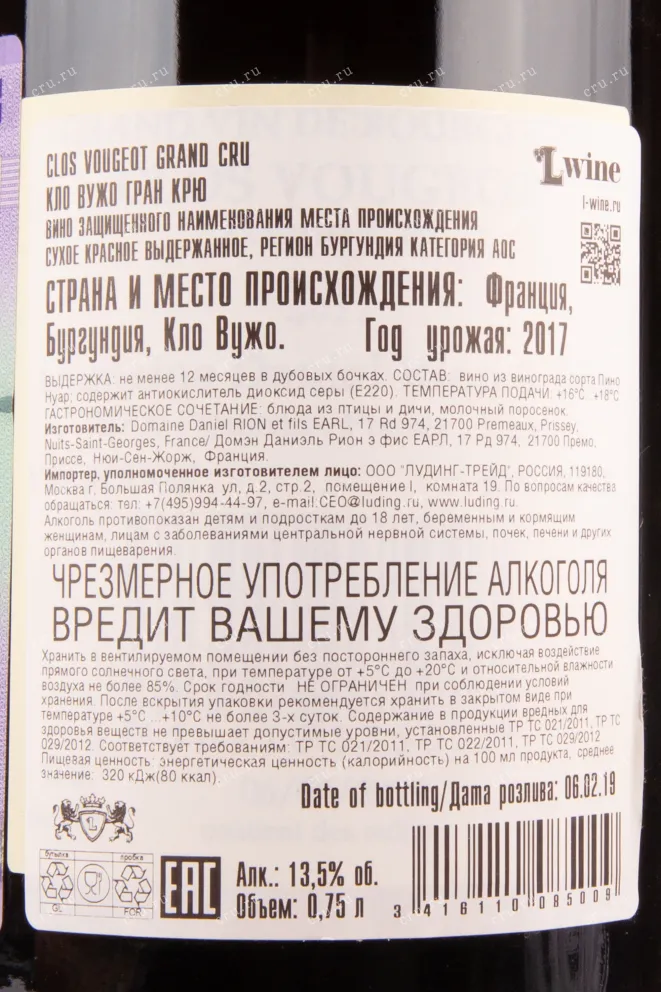 CLOS VOUGEOT GRAND CRU
КЛО ВУЖО ГРАН КРЮ
ВИНО ЗАЩИЩЕННОГО НАИМЕНОВАНИЯ МЕСТА ПРОИСХОЖДЕНИЯ
СУХОЕ КРАСНОЕ ВЫДЕРЖАННОЕ, РЕГИОН БУРГУНДИЯ КАТЕГОРИЯ АОС
Lwine
l-wine.ru
СТРАНА И МЕСТО ПРОИСХОЖДЕНИЯ: Франция,
Бургундия, Кло Вужо. Год урожая: 2017
ВЫДЕРЖКА: не менее 12 месяцев в дубовых бочках. СОСТАВ: вино из винограда сорта Пино
Нуар; содержит антиокислитель диоксид серы (Е220). ТЕМПЕРАТУРА ПОДАЧИ: +16°С...+18°С
ГАСТРОНОМИЧЕСКОЕ СОЧЕТАНИЕ: блюда из птицы и дичи, молочный поросенок.
Изготовитель: Domaine Daniel RION et fils EARL, 17 Rd 974, 21700 Premeaux, Prissey,
Nuits-Saint-Georges, France/ Домэн Даниэль Рион э фис ЕАРЛ, 17 Рд 974, 21700 Премо,
Приссе, Нюи-Сен-Жорж, Франция.
Импортер, уполномоченное изготовителем лицо: ООО "ЛУДИНГ-ТРЕЙД", РОССИЯ, 119180,
Москва г, Большая Полянка ул, д.2, стр.2, помещение I, комната 19. По вопросам качества
обращаться: тел: +7(495)994-44-97, e-mail.CEO@luding.ru, www.luding.ru.
Алкоголь противопоказан детям и подросткам до 18 лет, беременным и кормящим
женщинам, лицам с заболеваниями центральной нервной системы, почек, печени и других
органов пищеварения.
ЧРЕЗМЕРНОЕ УПОТРЕБЛЕНИЕ АЛКОГОЛЯ
ВРЕДИТ ВАШЕМУ ЗДОРОВЬЮ
Хранить в вентилируемом помещении без постороннего запаха, исключая воздействие
прямого солнечного света, при температуре от +5°С до +20°С и относительной влажности
воздуха не более 85%. Срок годности НЕ ОГРАНИЧЕН при соблюдении условий
хранения. После вскрытия упаковки рекомендуется хранить в закрытом виде при
температуре +5°С ...+10°С не более 3-х суток. Содержание в продукции вредных для
здоровья веществ не превышает допустимые уровни, установленные ТР ТС 021/2011, ТР ТС
029/2012. Соответствует требованиям: ТР ТС 021/2011, ТР ТС 022/2011, ТР ТС 029/2012
Пищевая ценность: энергетическая ценность (калорийность) на 100 мл продукта, среднее
значение: 320 кДж(80 ккал).
Date of bottling/Дата розлива: 06.02.19
L
бутылка
пробка
GL
FOR
EAC
Алк.: 13,5% об.
Объем: 0,75 л
3 416110 085009
cru.ru